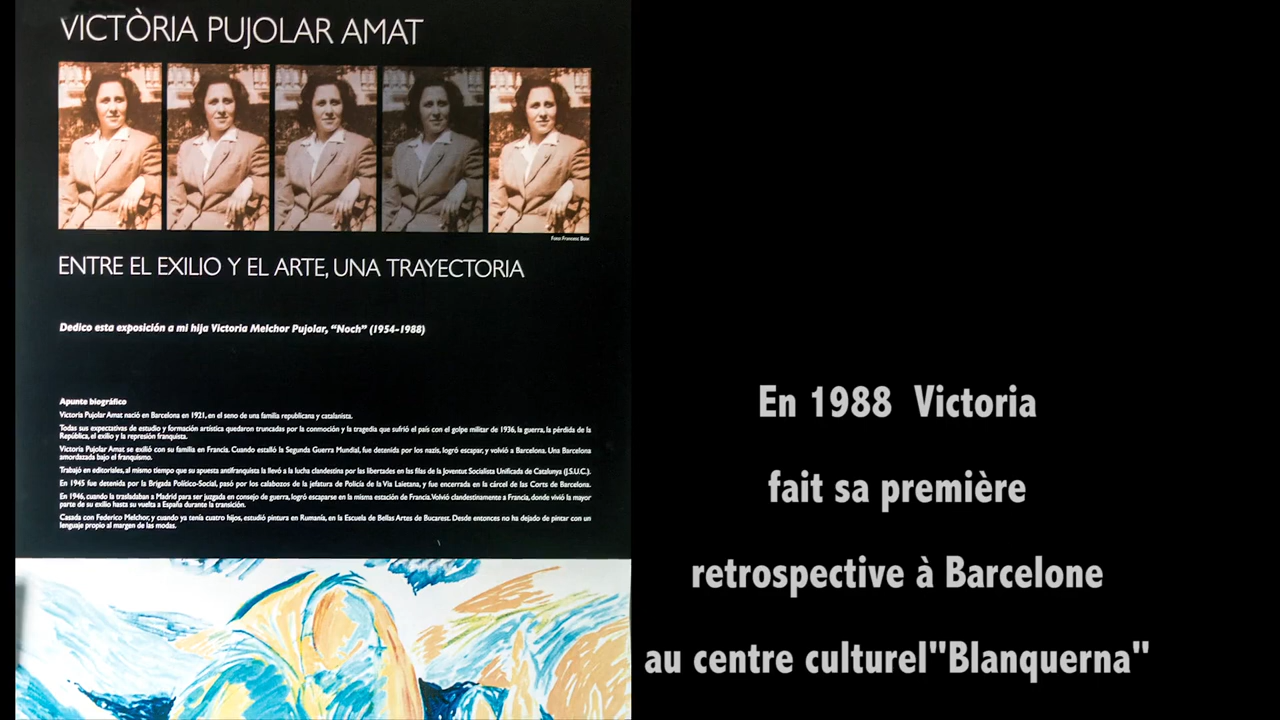 VICTÒRIA PUJOLAR AMAT
Foto: Francesc Boix
ENTRE EL EXILIO Y EL ARTE, UNA TRAYECTORIA
Dedico esta exposición a mi hija Victoria Melchor Pujolar, "Noch" (1954-1988)
Apunte biográfico
Victoria Pujolar Amat nació en Barcelona en 1921, en el seno de una familia republicana y catalanista.
Todas sus expectativas de estudio y formación artística quedaron truncadas por la conmoción y la tragedia que sufrió el país con el golpe militar de 1936, la guerra, la pérdida de la
República, el exilio y la represión franquista.
Victoria Pujolar Amat se exilió con su familia en Francia. Cuando estalló la Segunda Guerra Mundial, fue detenida por los nazis, logró escapar, y volvió a Barcelona. Una Barcelona
amordazada bajo el franquismo.
Trabajó en editoriales, al mismo tiempo que su apuesta antifranquista la llevó a la lucha clandestina por las libertades en las filas de la Joventut Socialista Unificada de Catalunya (J.S.U.C.).
En 1945 fue detenida por la Brigada Político-Social, pasó por los calabozos de la jefatura de Policía de la Via Laietana, y fue encerrada en la cárcel de las Corts de Barcelona.
En 1946, cuando la trasladaban a Madrid para ser juzgada en consejo de guerra, logró escaparse en la misma estación de Francia. Volvió clandestinamente a Francia, donde vivió la mayor
parte de su exilio hasta su vuelta a España durante la transición.
Casada con Federico Melchor, y cuando ya tenía cuatro hijos, estudió pintura en Rumanía, en la Escuela de Bellas Artes de Bucarest. Desde entonces no ha dejado de pintar con un
lenguaje propio al margen de las modas.
En 1988 Victoria
fait sa première
retrospective à Barcelone
au centre culturel"Blanquerna"